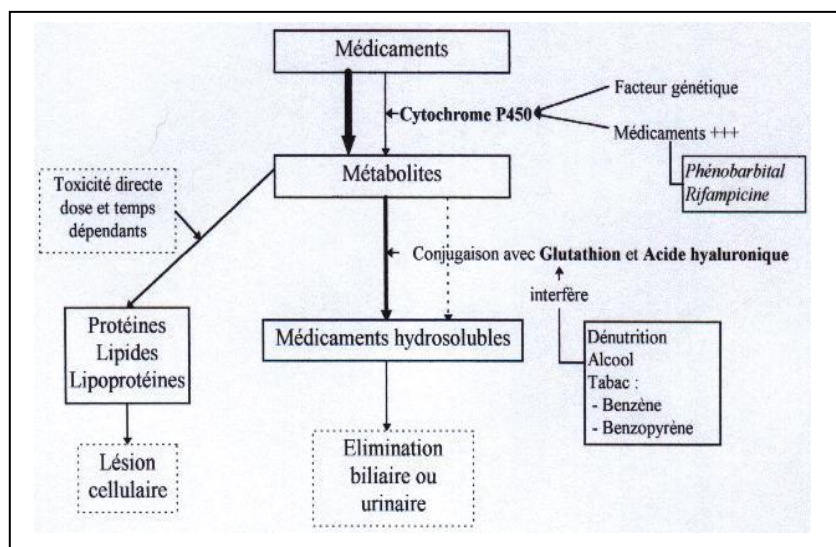 Médicaments
Facteur génétique
Cytochrome P450
Médicaments +++
Phénobarbital
Rifampicine
Métabolites
Toxicité directe
dose et temps
dépendants
Conjugaison avec Glutathion et Acide hyaluronique
interfère
Protéines
Lipides
Lipoprotéines
Médicaments hydrosolubles
Dénutrition
Alcool
Tabac :
- Benzène
- Benzopyrène
Lésion
cellulaire
Elimination
biliaire ou
urinaire